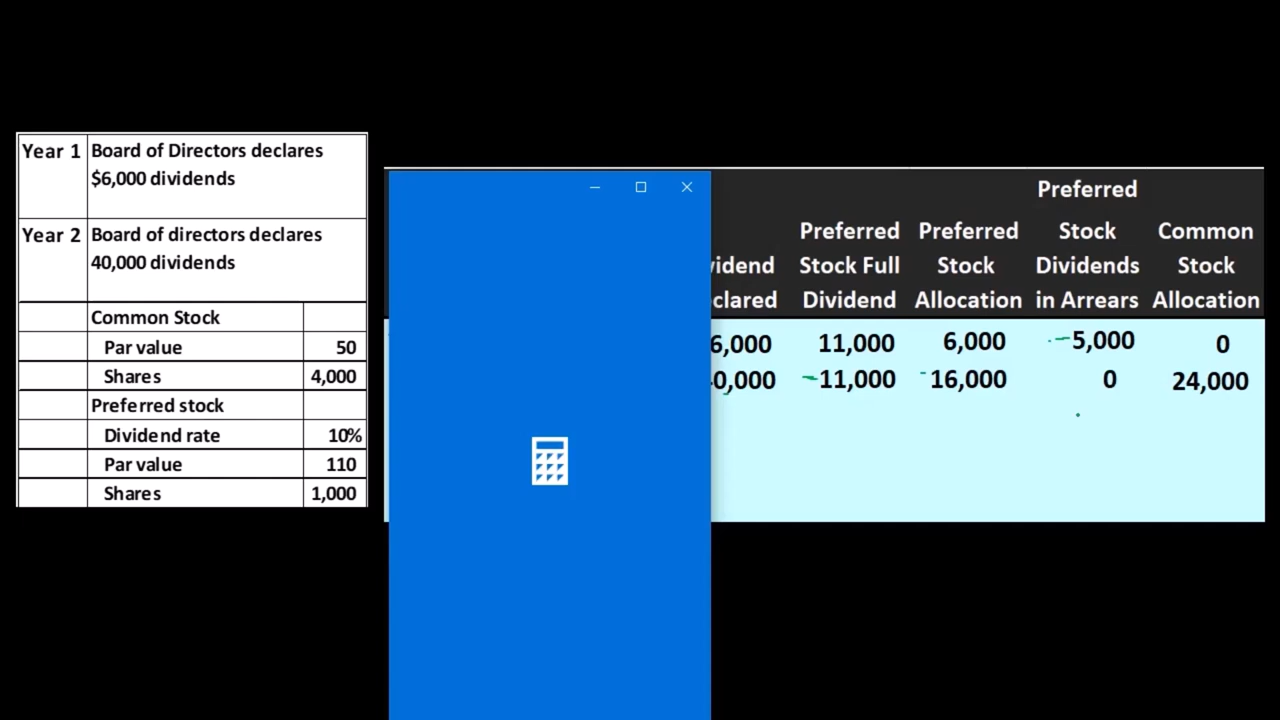 Year 1 Board of Directors declares
$6,000 dividends
Year 2 Board of directors declares
40,000 dividends
Common Stock
Par value 50
Shares 4,000
Preferred stock
Dividend rate 10%
Par value 110
Shares 1,000
Preferred
Preferred Preferred Stock Common
Stock Full Stock Dividends Stock
Dividend Allocation in Arrears Allocation
6,000 11,000 6,000 5,000 0
0,000 11,000 16,000 0 24,000